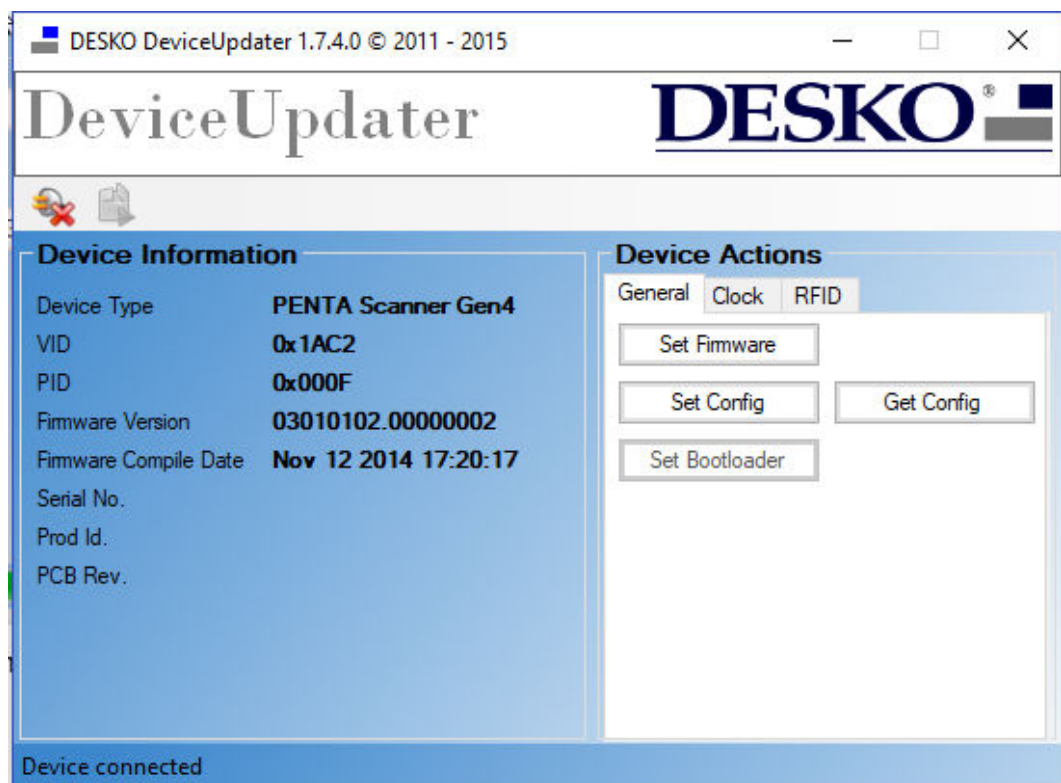 DESKO DeviceUpdater 1.7.4.0 © 2011 - 2015
DeviceUpdater
DESKO®
Device Information
Device Type PENTA Scanner Gen4
VID 0x1AC2
PID 0x000F
Firmware Version 03010102.00000002
Firmware Compile Date Nov 12 2014 17:20:17
Serial No.
Prod Id.
PCB Rev.
Device Actions
General Clock RFID
Set Firmware
Set Config Get Config
Set Bootloader
Device connected